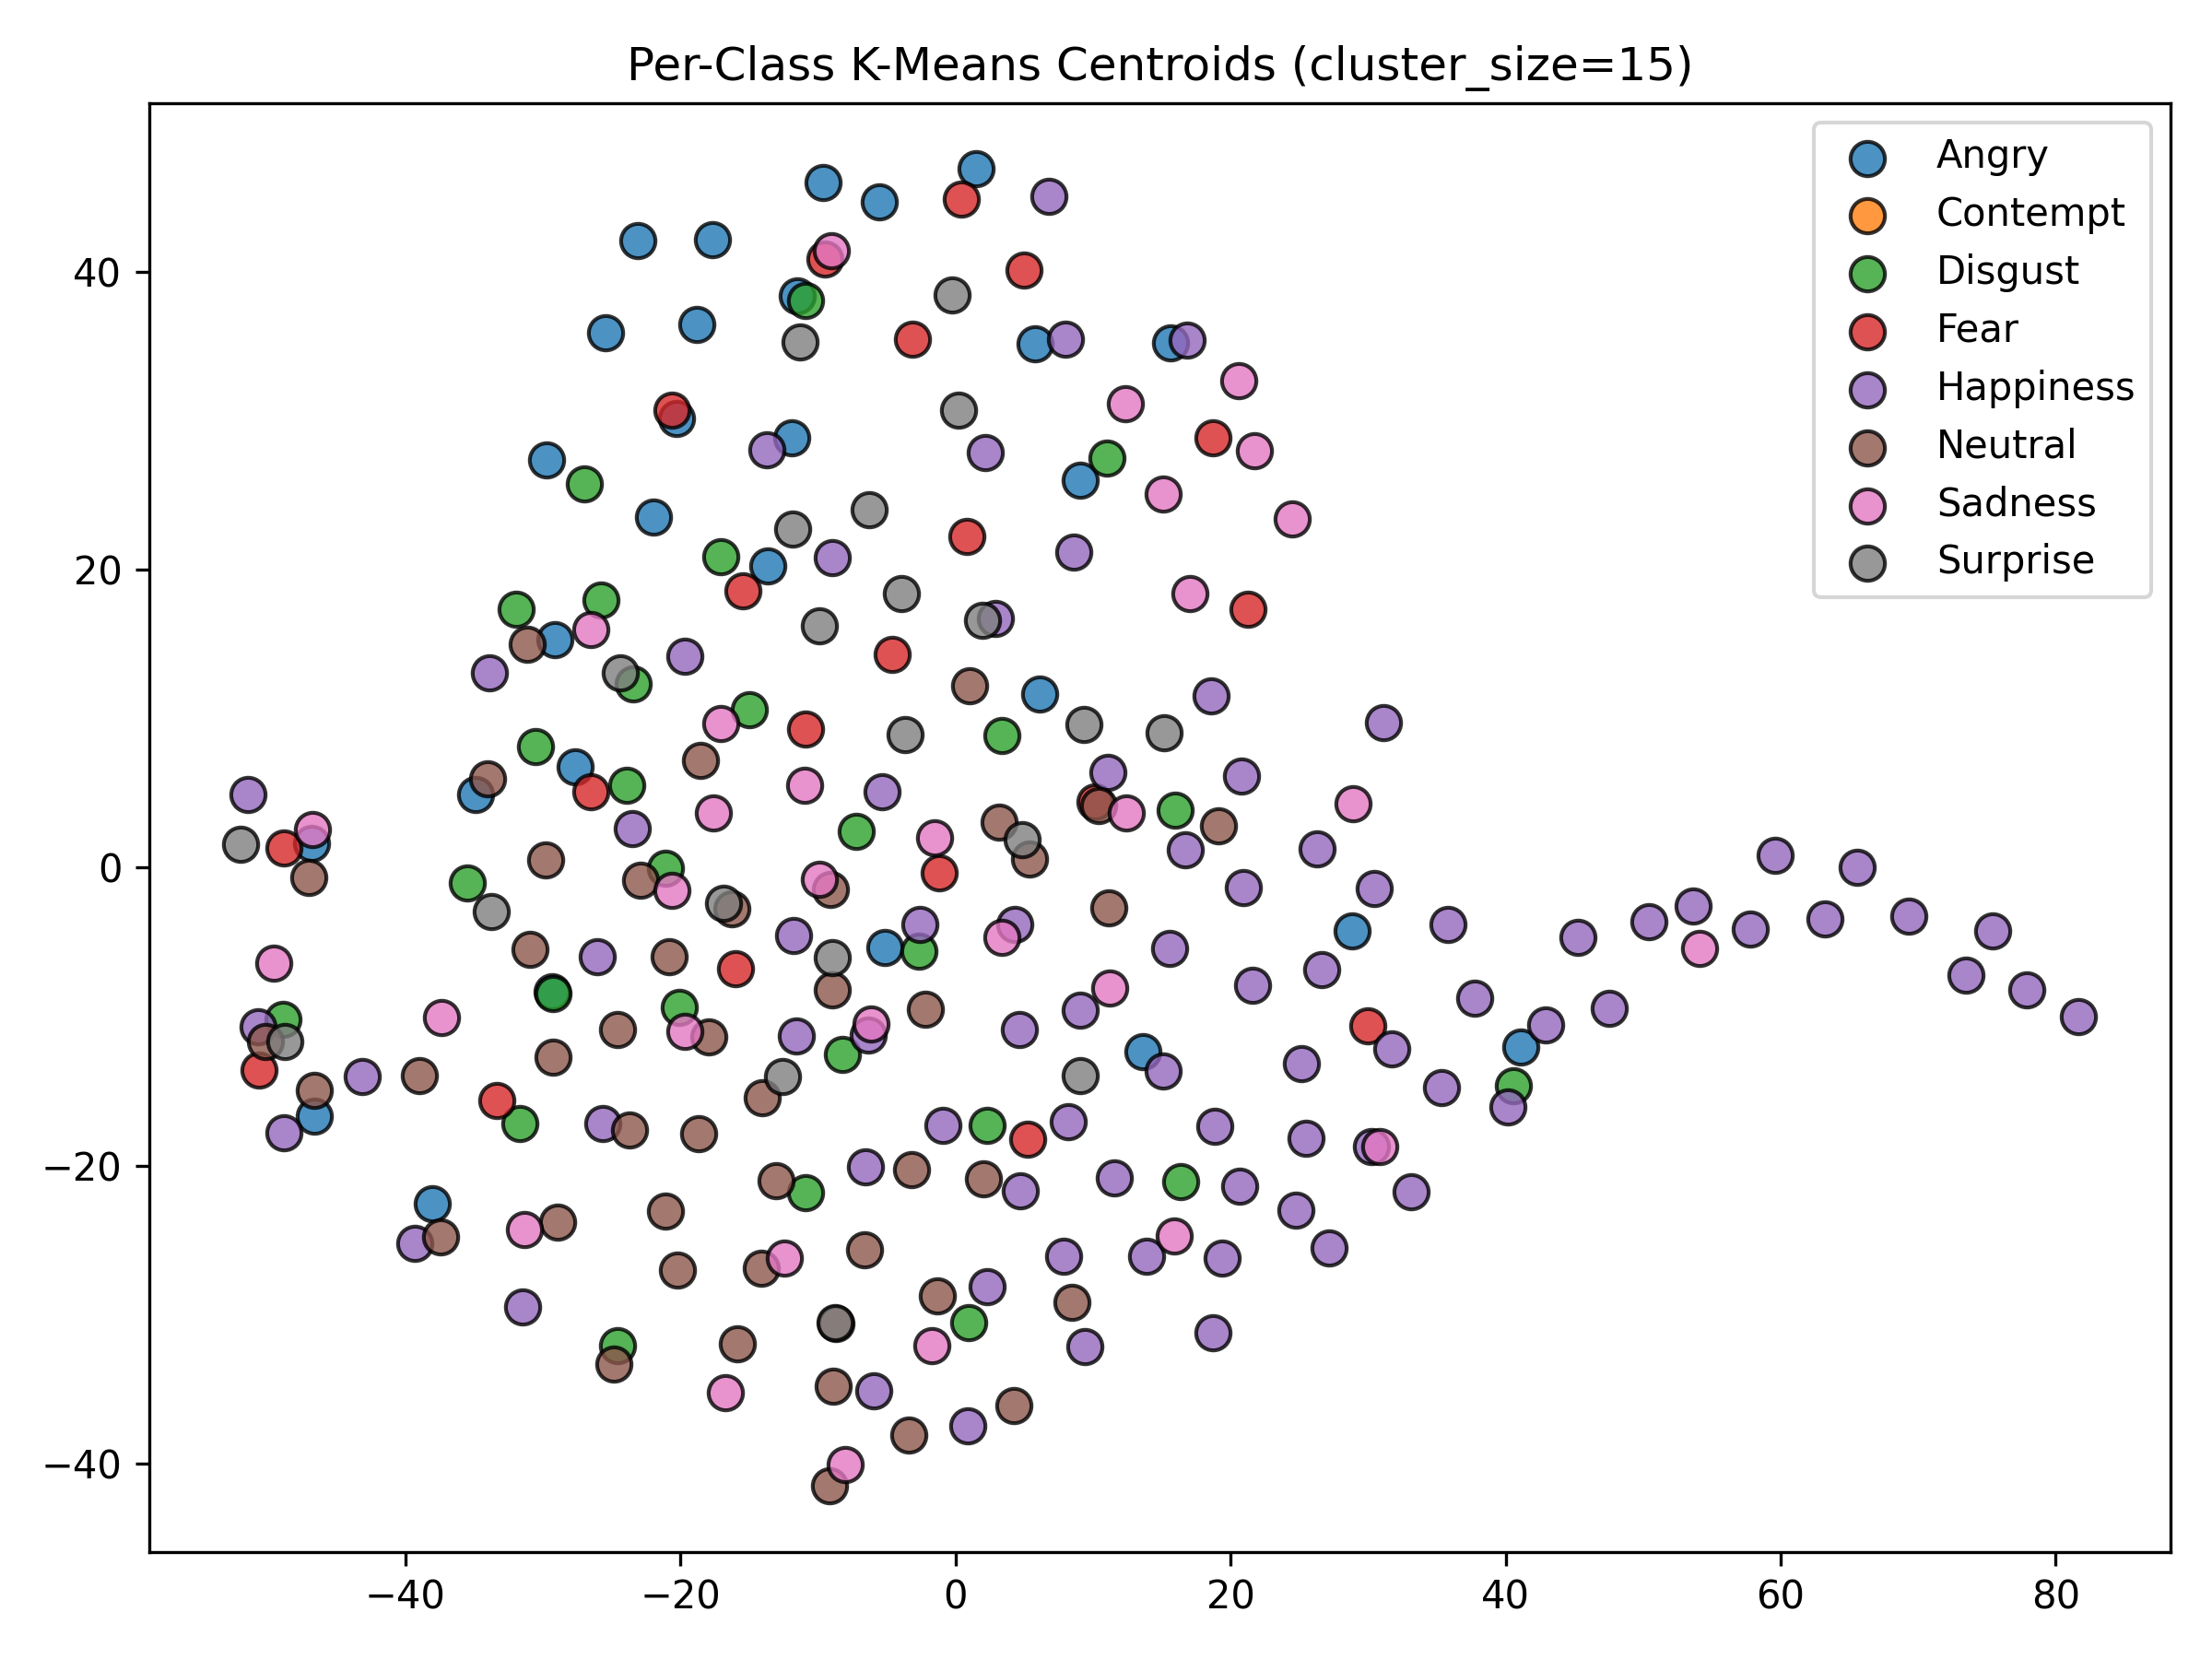 Per-Class K-Means Centroids (cluster_size=15)
Angry
Contempt
Disgust
Fear
Happiness
Neutral
Sadness
Surprise
40
20
0
−20
−40
−40 −20 0 20 40 60 80